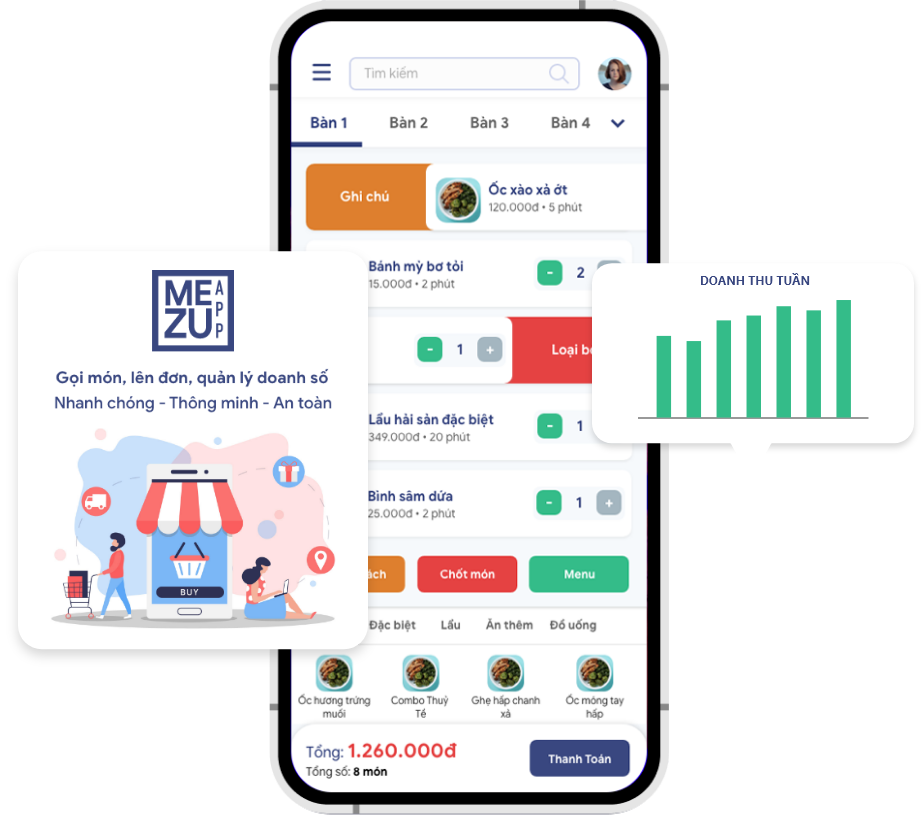 Tìm kiếm
Bàn 1
Bàn 2
Bàn 3
Bàn 4
Ghi chú
Ốc xào xả ớt
120.000đ • 5 phút
Bánh mỳ bơ tỏi
15.000đ • 2 phút
- 2
- 1 +
Loại
Lẩu hải sản đặc biệt
349.000đ • 20 phút
- 1
Bình sâm dứa
25.000đ • 2 phút
- 1 +
Chốt món
Menu
Đặc biệt
Lẩu
Ăn thêm
Đồ uống
Ốc hương trứng
muối
Combo Thuỷ
Tề
Ghẹ hấp chanh
xả
Ốc móng tay
hấp
Tổng: 1.260.000đ
Tổng số: 8 món
Thanh Toán
MEZU APP
Gọi món, lên đơn, quản lý doanh số
Nhanh chóng - Thông minh - An toàn
BUY
DOANH THU TUẦN